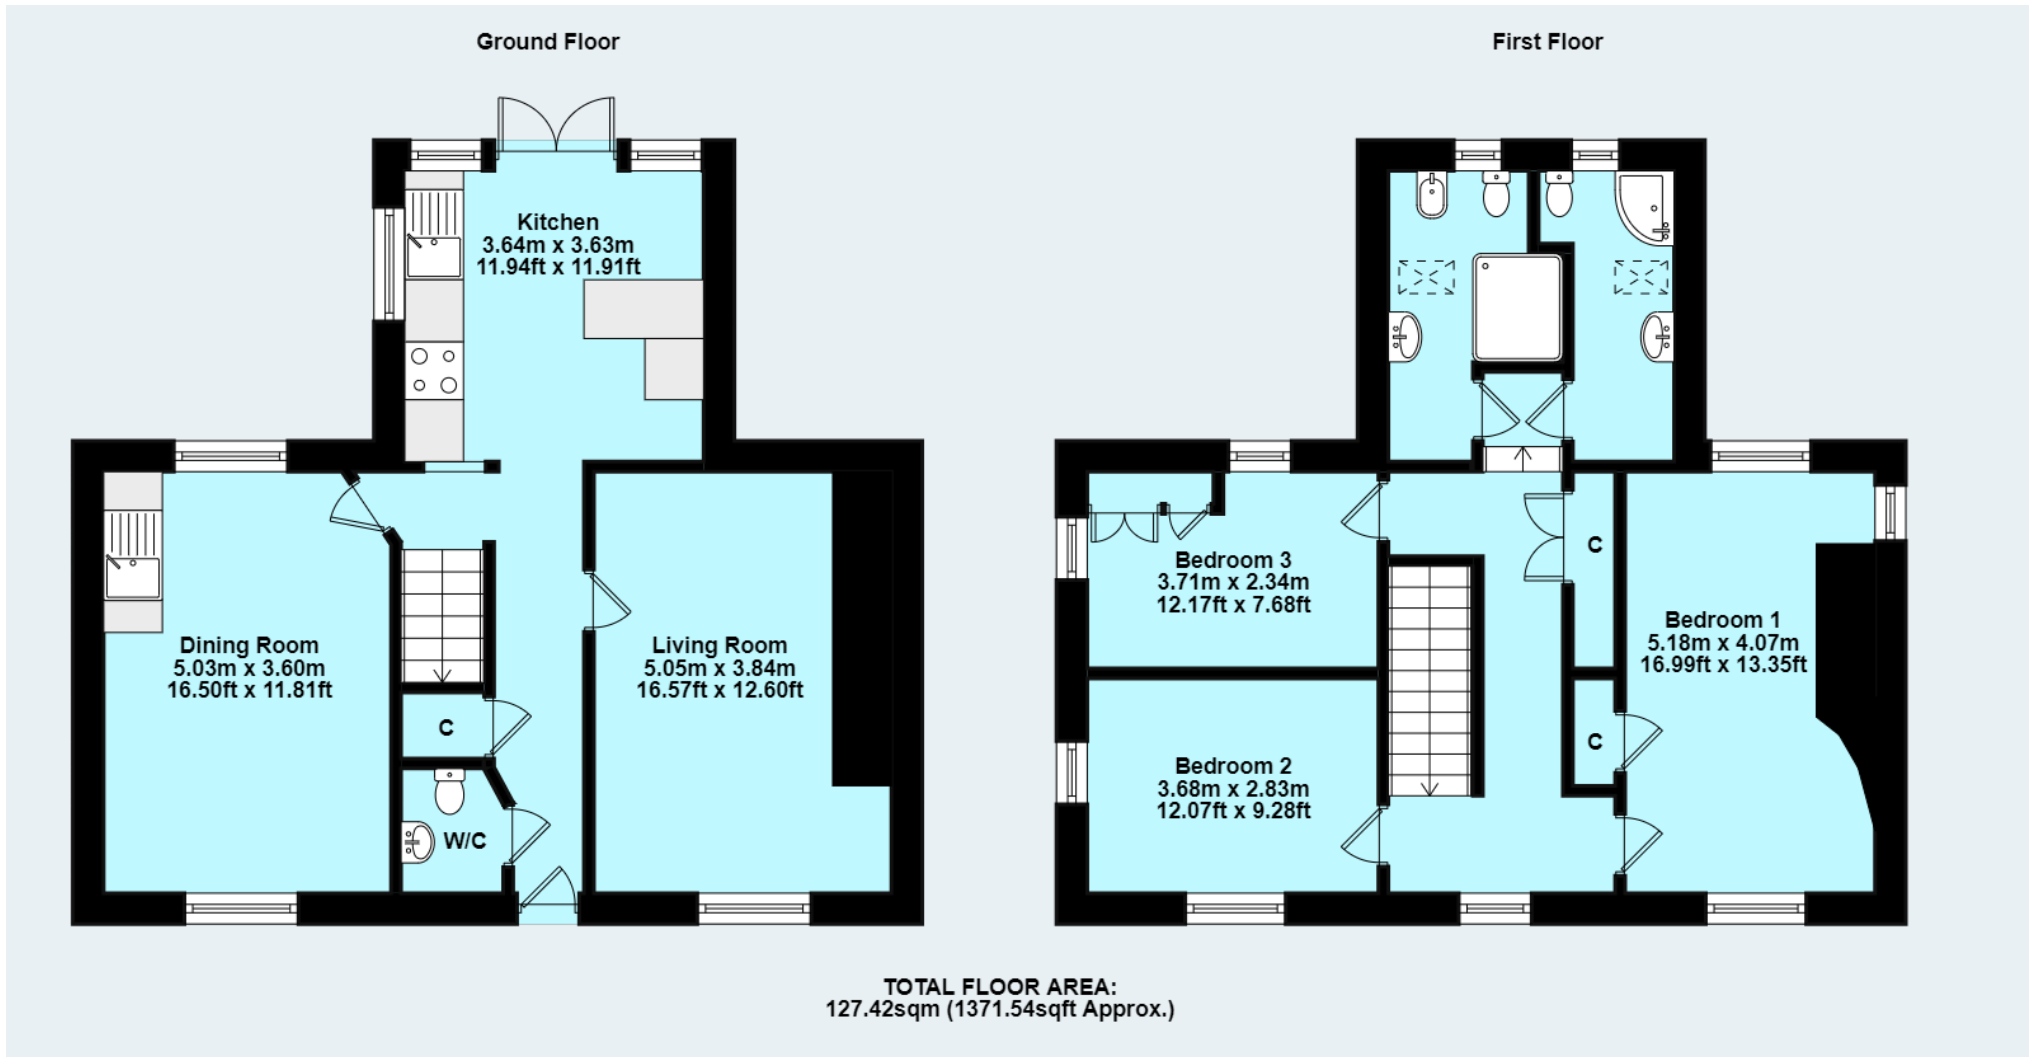 Ground Floor
Kitchen
3.64m x 3.63m
11.94ft x 11.91ft
Dining Room
5.03m x 3.60m
16.50ft x 11.81ft
Living Room
5.05m x 3.84m
16.57ft x 12.60ft
C
W/C
First Floor
Bedroom 3
3.71m x 2.34m
12.17ft x 7.68ft
C
Bedroom 1
5.18m x 4.07m
16.99ft x 13.35ft
C
Bedroom 2
3.68m x 2.83m
12.07ft x 9.28ft
TOTAL FLOOR AREA:
127.42sqm (1371.54sqft Approx.)